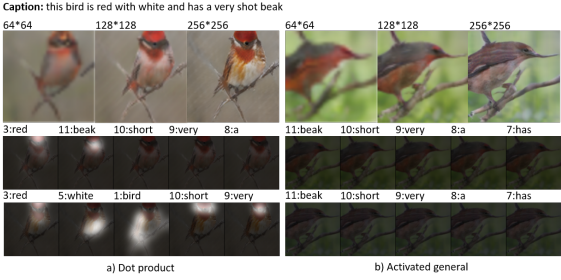 Caption: this bird is red with white and has a very shot beak
64*64 128*128 256*256 64*64 128*128 256*256
3:red 11:beak 10:short 9:very 8:a 11:beak 10:short 9:very 8:a 7:has
3:red 5:white 1:bird 10:short 9:very 11:beak 10:short 9:very 8:a 7:has
a) Dot product b) Activated general